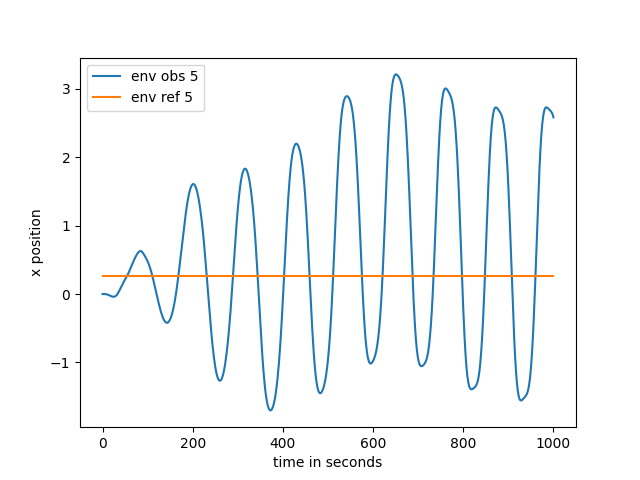 env obs 5
env ref 5
3
2
1
0
−1
x position
0
200
400
600
800
1000
time in seconds